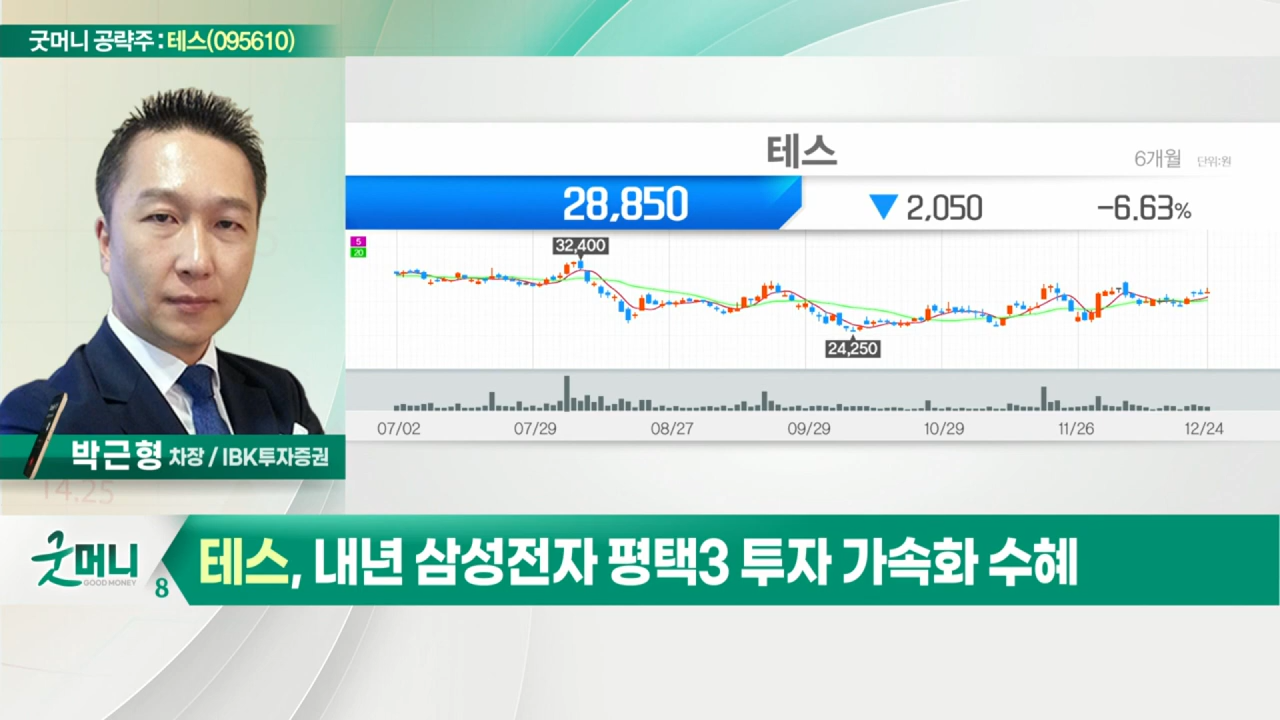 굿머니 공략주 : 테스(095610)
테스
6개월 단위:원
28,850 ▼ 2,050 -6.63%
5
20
32,400
24,250
07/02 07/29 08/27 09/29 10/29 11/26 12/24
박근형 차장 / IBK투자증권
14.25
굿머니
GOOD MONEY
8
테스, 내년 삼성전자 평택3 투자 가속화 수혜